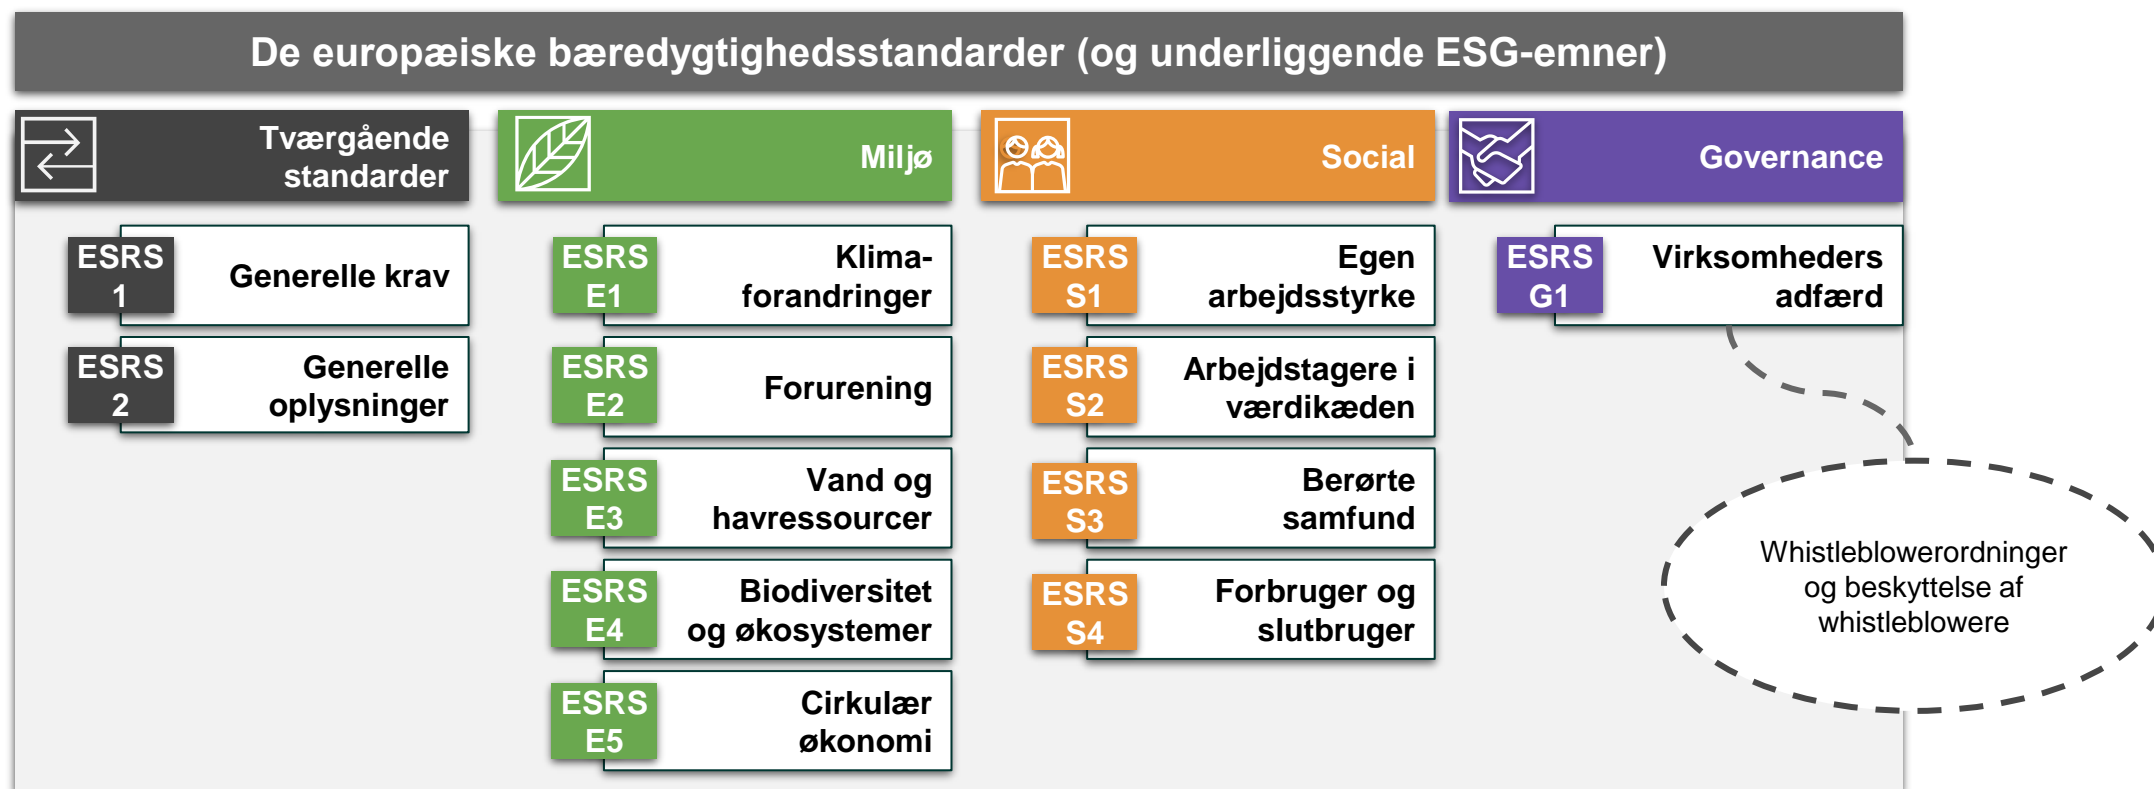 De europæiske bæredygtighedsstandarder (og underliggende ESG-emner)
Tværgående
standarder
ESRS
1
Generelle krav
ESRS
2
Generelle
oplysninger
Miljø
ESRS
E1
Klima-
forandringer
ESRS
E2
Forurening
ESRS
E3
Vand og
havressourcer
ESRS
E4
Biodiversitet
og økosystemer
ESRS
E5
Cirkulær
økonomi
Social
ESRS
S1
Egen
arbejdsstyrke
ESRS
S2
Arbejdstagere i
værdikæden
ESRS
S3
Berørte
samfund
ESRS
S4
Forbruger og
slutbruger
Governance
ESRS
G1
Virksomheders
adfærd
Whistleblowerordninger
og beskyttelse af
whistleblowere